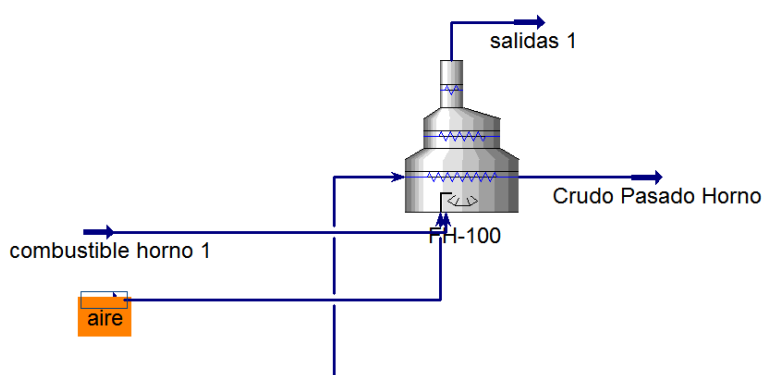 salidas 1
Crudo Pasado Horno
FH-100
combustible horno 1
aire